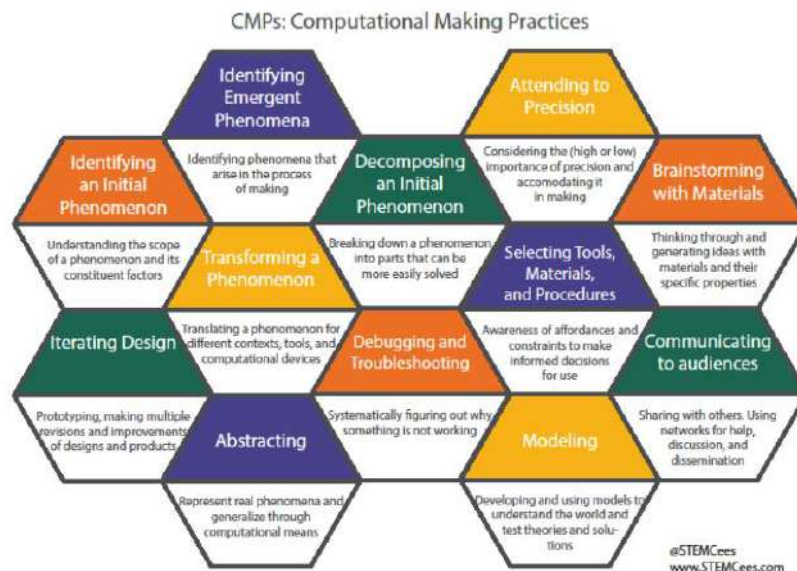 CMPs: Computational Making Practices
Identifying
Emergent
Phenomena
Identifying phenomena that
arise in the process
of making
Attending to
Precision
Considering the (high or low)
importance of precision and
accomodating it
in making
Identifying
an Initial
Phenomenon
Understanding the scope
of a phenomenon and its
constituent factors
Decomposing
an Initial
Phenomenon
Breaking down a phenomenon
into parts that can be
more easily solved
Brainstorming
with Materials
Thinking through and
generating ideas with
materials and their
specific properties
Transforming a
Phenomenon
Translating a phenomenon for
different contexts, tools, and
computational devices
Selecting Tools,
Materials,
and Procedures
Awareness of affordances and
constraints to make
informed decisions
for use
Iterating Design
Prototyping, making multiple
revisions and improvements
of designs and products
Debugging and
Troubleshooting
Systematically figuring out why
something is not working
Communicating
to audiences
Sharing with others. Using
networks for help,
discussion, and
dissemination
Abstracting
Represent real phenomena and
generalize through
computational means
Modeling
Developing and using models to
understand the world and
test theories and solu-
tions
@STEMCees
www.STEMCees.com